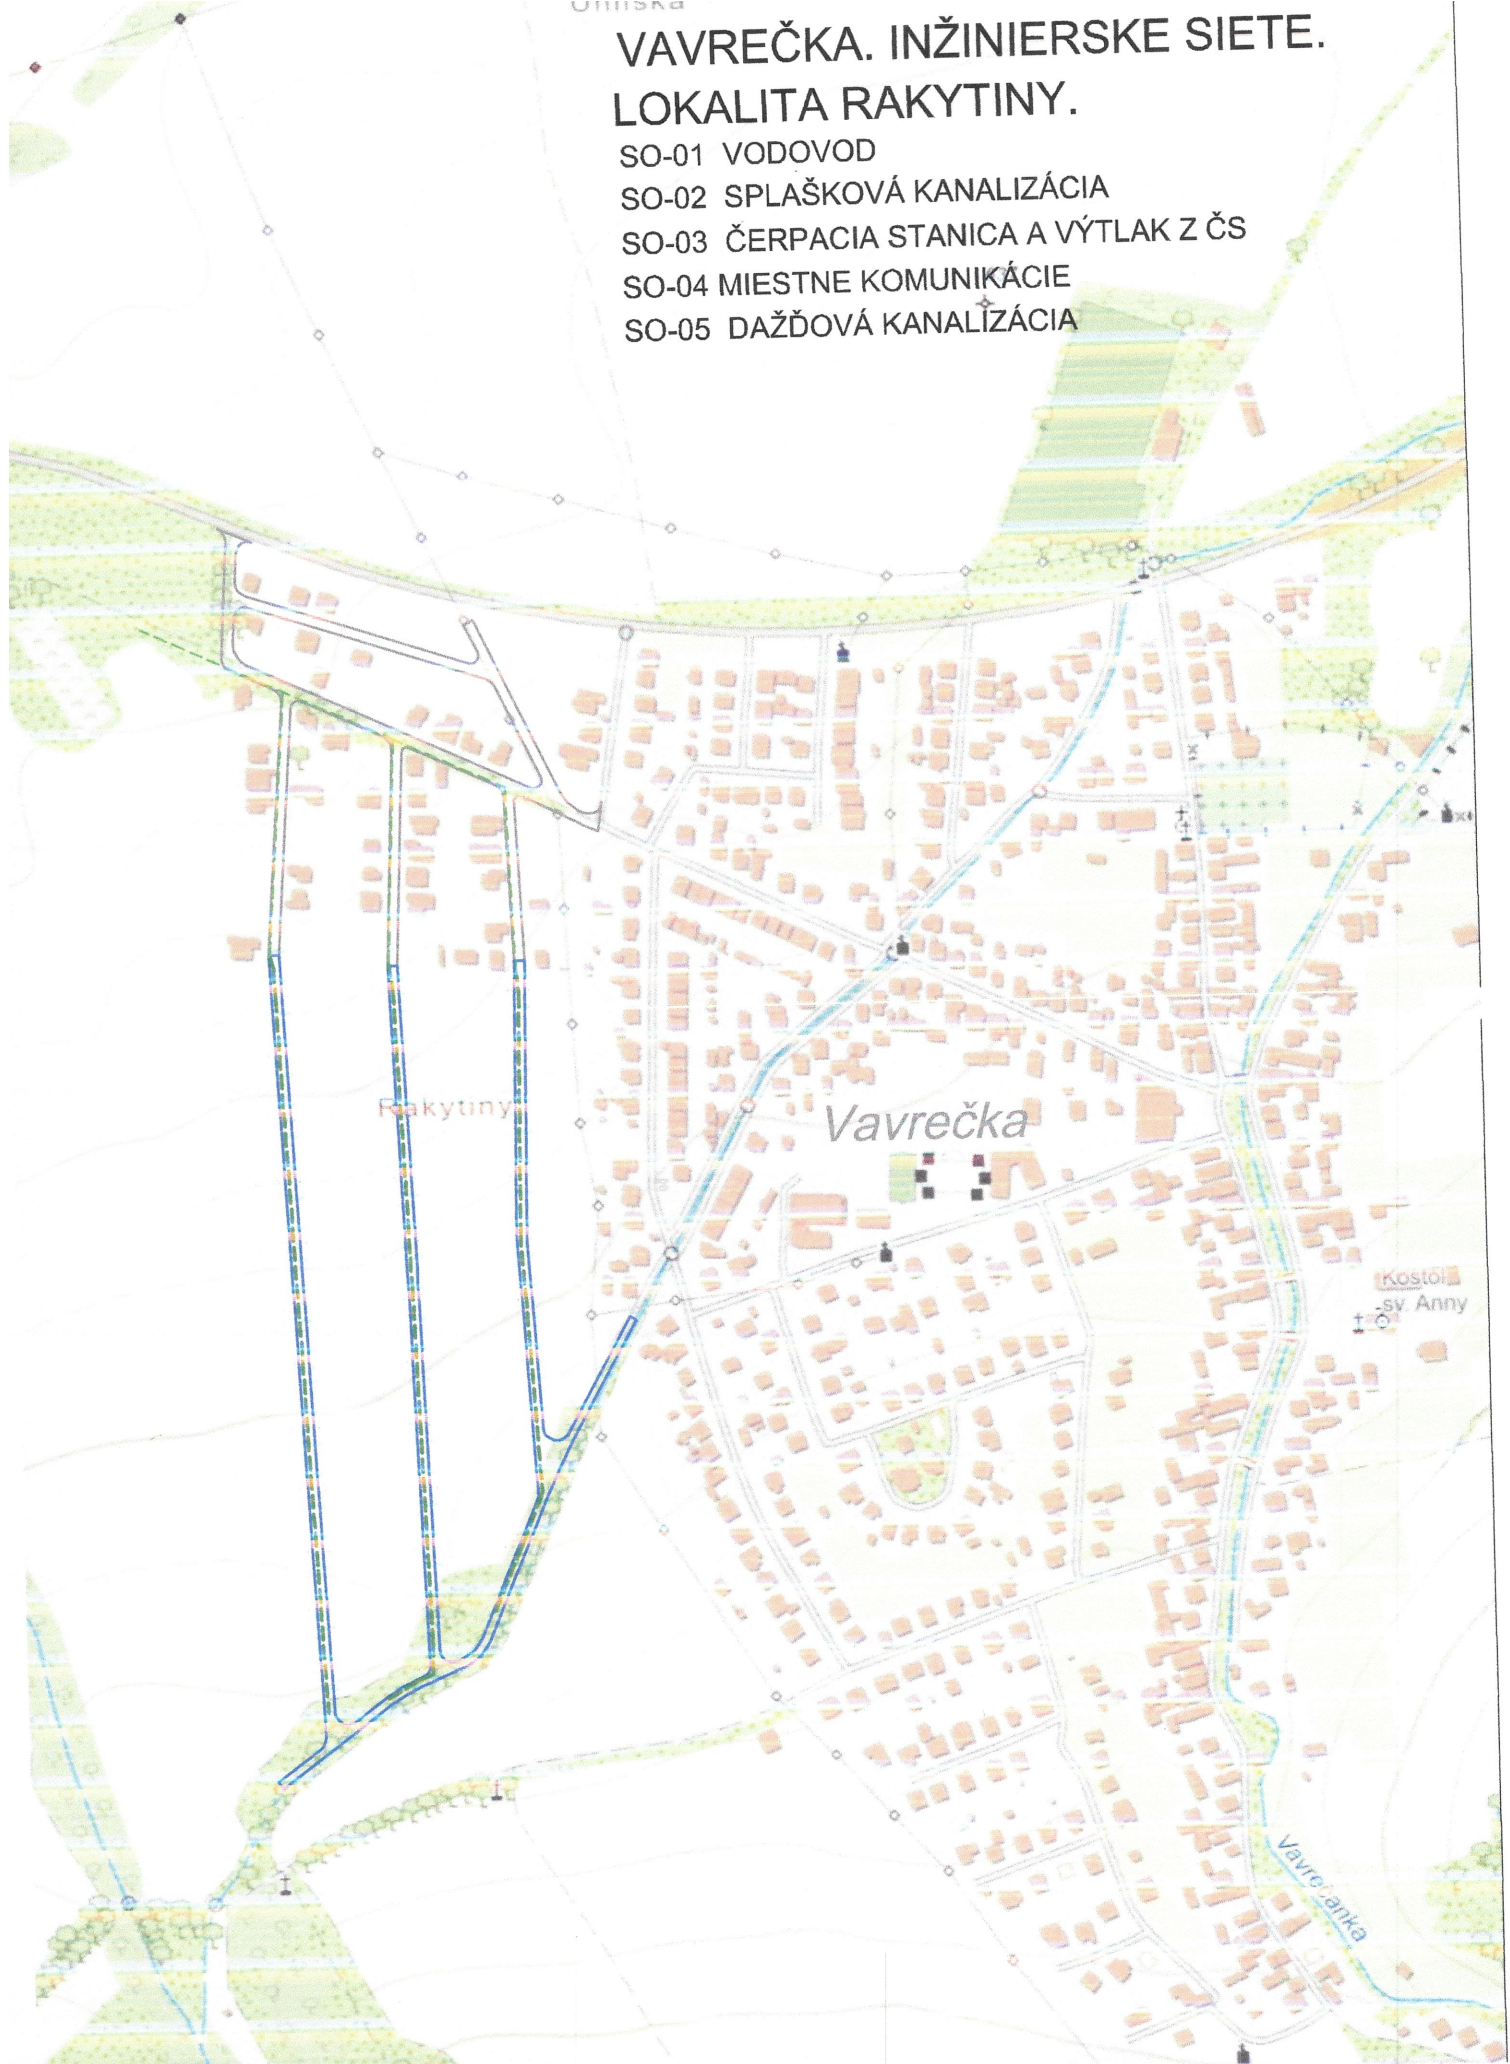 VAVREČKA. INŽINIERSKE SIETE.
LOKALITA RAKYTINY.
SO-01 VODOVOD
SO-02 SPLAŠKOVÁ KANALIZÁCIA
SO-03 ČERPACIA STANICA A VÝTLAK Z ČS
SO-04 MIESTNE KOMUNIKÁCIE
SO-05 DAŽĎOVÁ KANALIZÁCIA
Rakytiny
Vavrečka
Kostol
sv. Anny
Vavrečanka